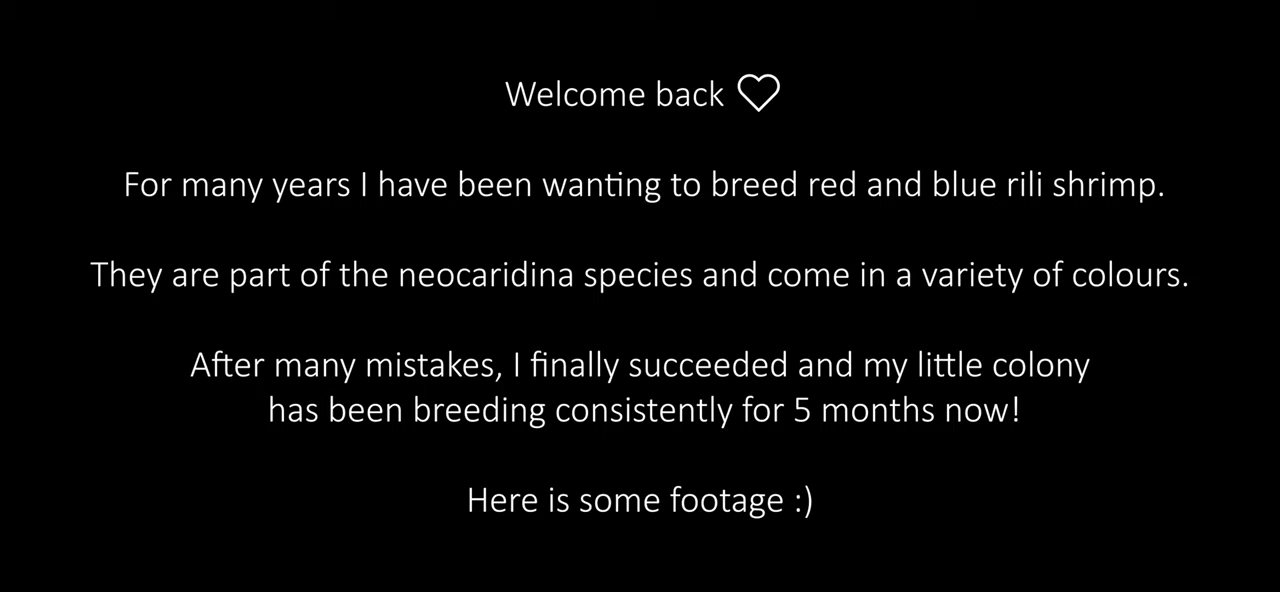 Welcome back ♡
For many years I have been wanting to breed red and blue rili shrimp.
They are part of the neocaridina species and come in a variety of colours.
After many mistakes, I finally succeeded and my little colony
has been breeding consistently for 5 months now!
Here is some footage :)